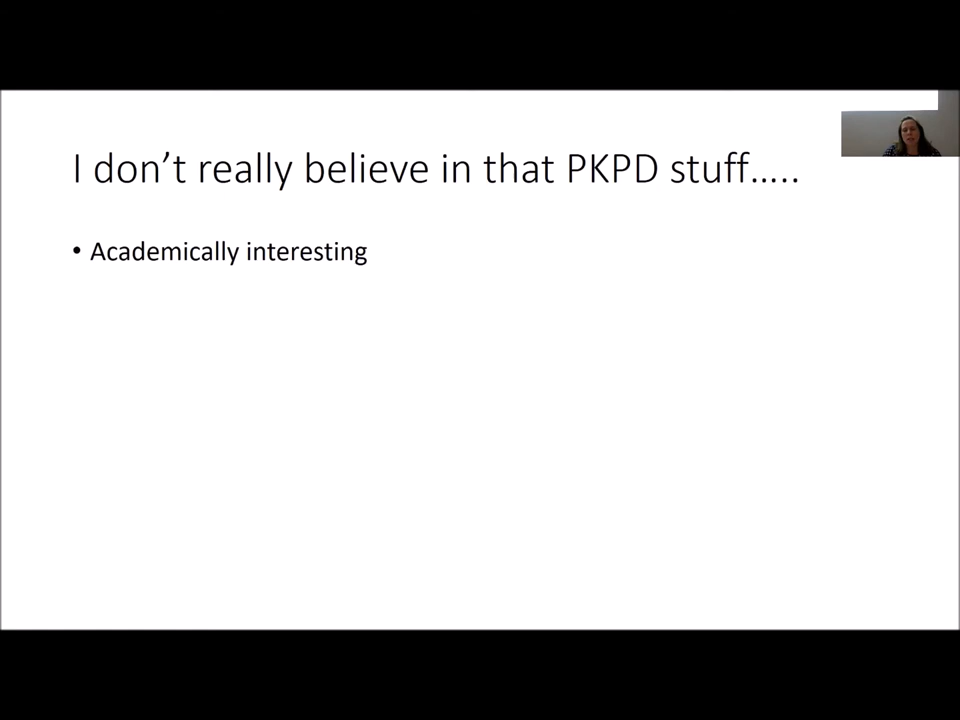 I don’t really believe in that PKPD stuff…..
• Academically interesting